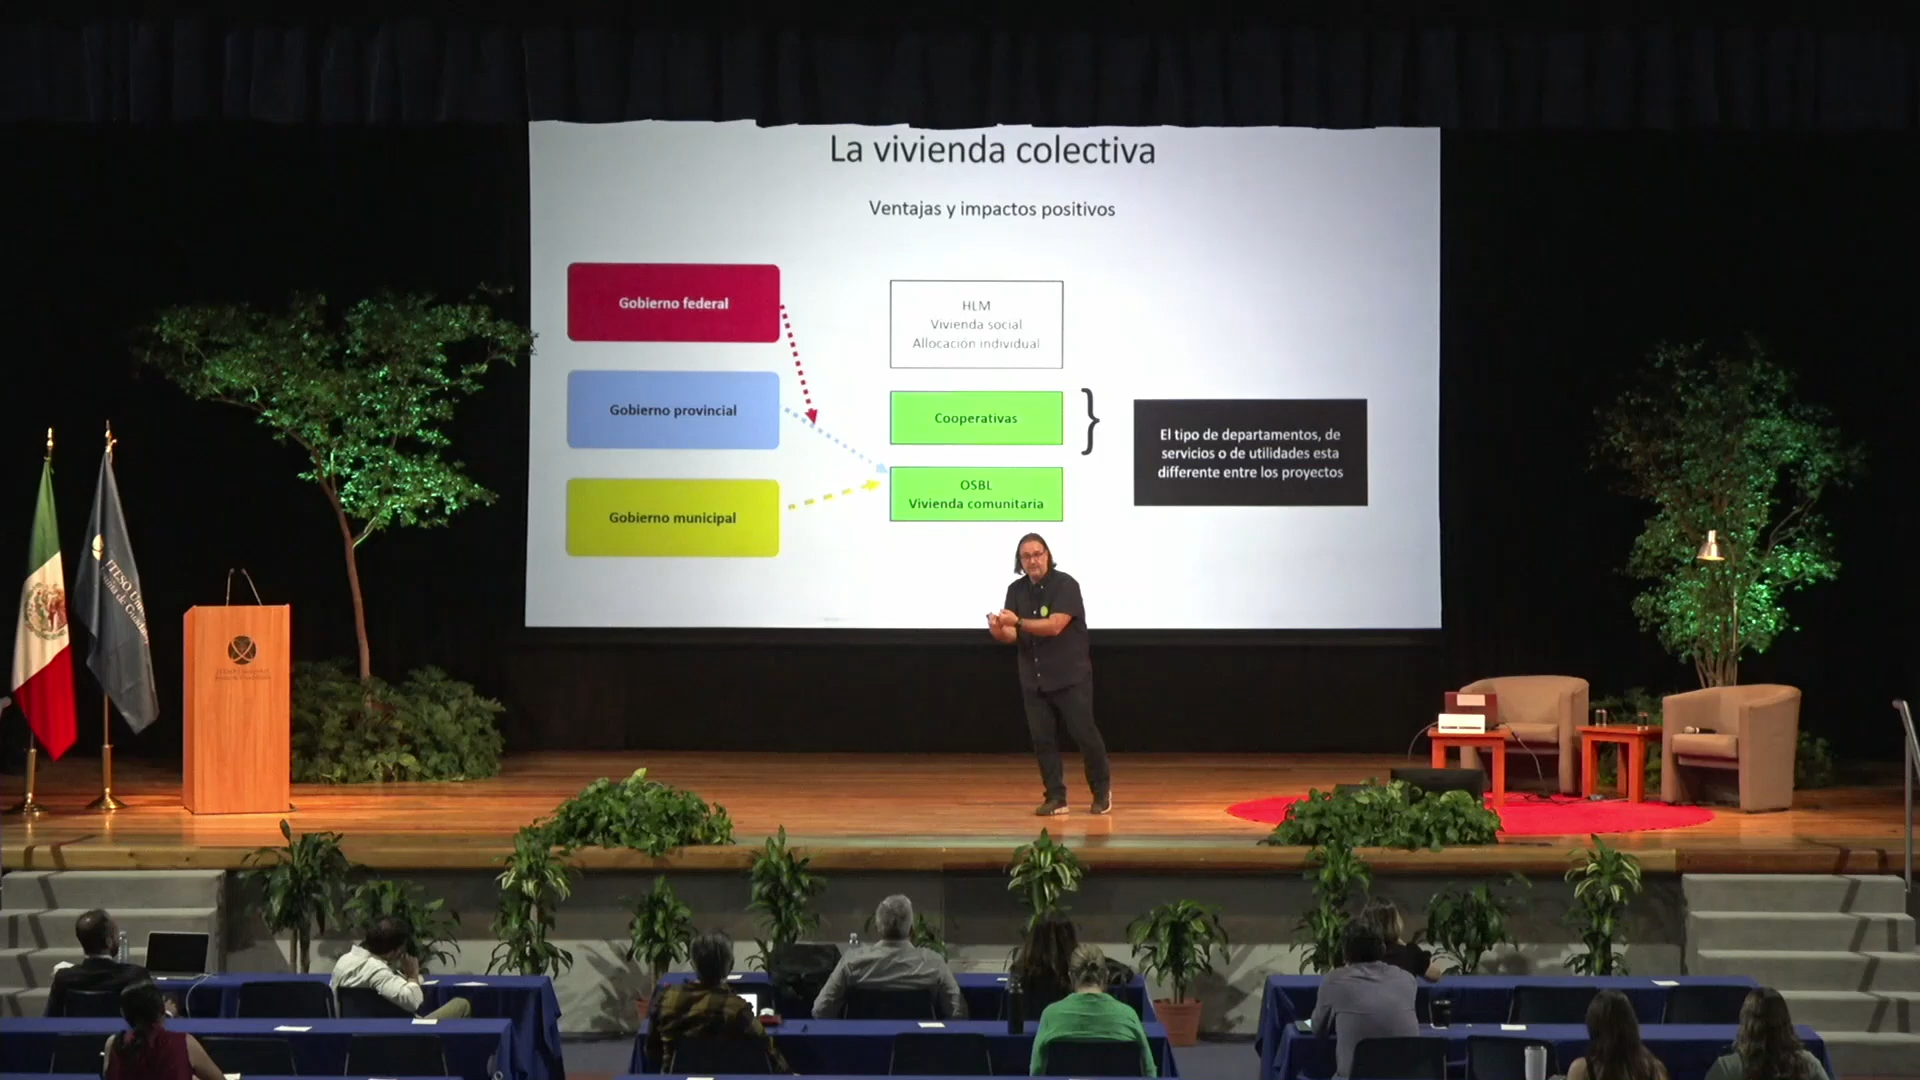 La vivienda colectiva
Ventajas y impactos positivos
Gobierno federal
Gobierno provincial
Gobierno municipal
HLM
Vivienda social
Allocación individual
Cooperativas
OSBL
Vivienda comunitaria
El tipo de departamentos, de
servicios o de utilidades esta
differente entre los proyectos
ITESO